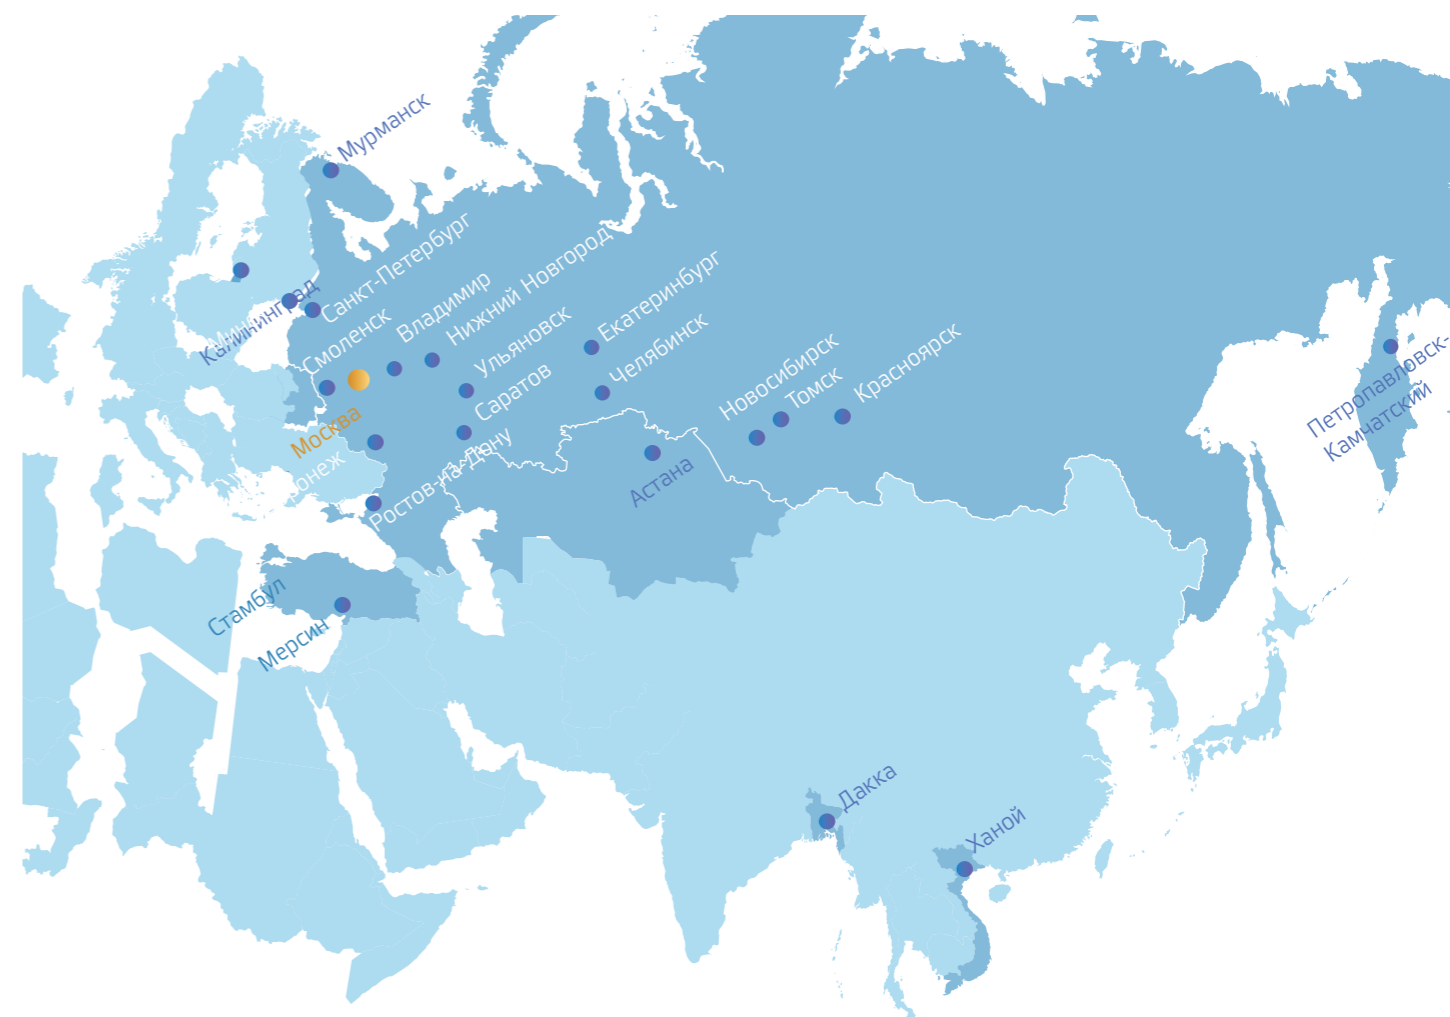 Мурманск
Санкт-Петербург
Калининград
Смоленск
Владимир
Нижний Новгород
Екатеринбург
Ульяновск
Челябинск
Саратов
Новосибирск
Томск
Красноярск
Москва
Ростов-на-Дону
Астана
Петропавловск-
Камчатский
Стамбул
Мерсин
Дакка
Ханой